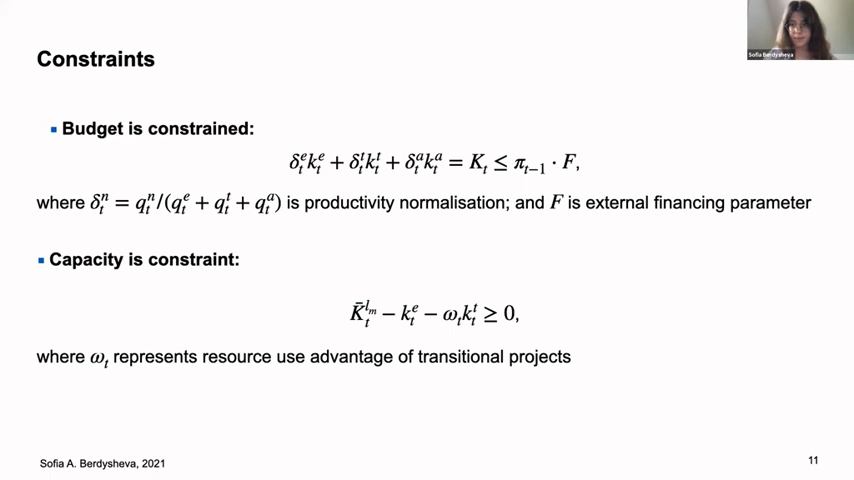 Sofia Berdysheva
Constraints
▪ Budget is constrained:
δ_t^e k_t^e + δ_t^t k_t^t + δ_t^a k_t^a = K_t ≤ π_{t−1} · F,
where δ_t^n = q_t^n/(q_t^e + q_t^t + q_t^a) is productivity normalisation; and F is external financing parameter
▪ Capacity is constraint:
K̄_t^{l_m} − k_t^e − ω_t k_t^t ≥ 0,
where ω_t represents resource use advantage of transitional projects
Sofia A. Berdysheva, 2021
11